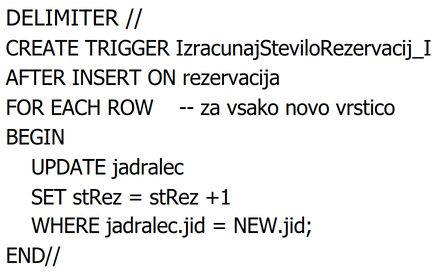 DELIMITER //
CREATE TRIGGER IzracunajSteviloRezervacij_I
AFTER INSERT ON rezervacija
FOR EACH ROW    -- za vsako novo vrstico
BEGIN
    UPDATE jadralec
    SET stRez = stRez +1
    WHERE jadralec.jid = NEW.jid;
END//